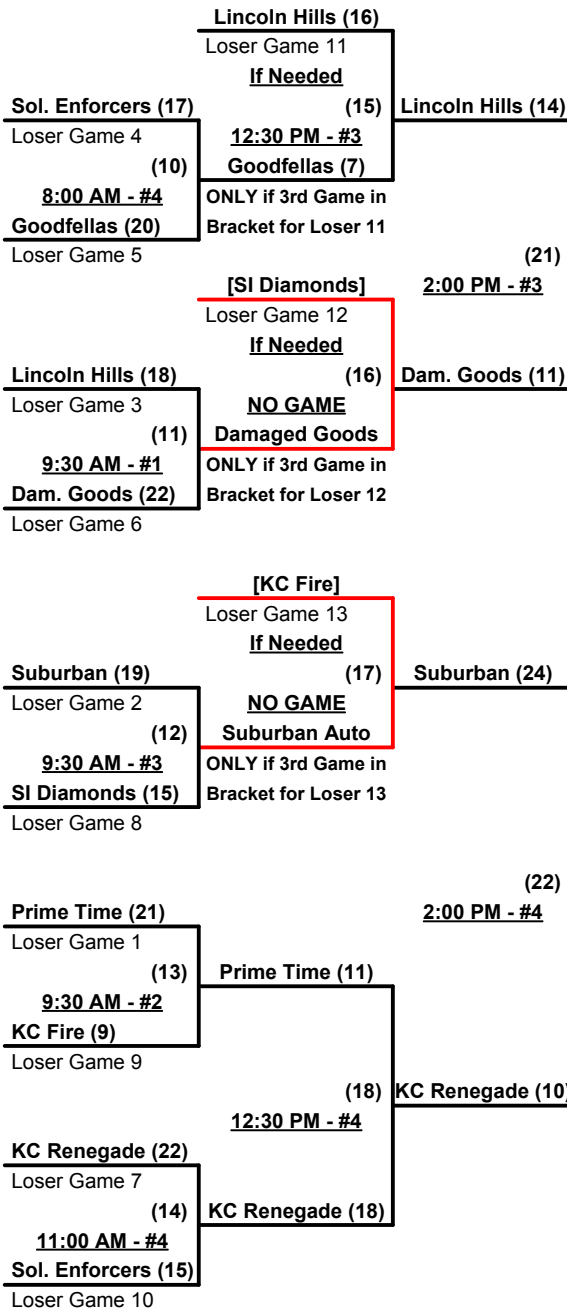 Lincoln Hills (16)
Loser Game 11
If Needed
Sol. Enforcers (17)
(15)
Lincoln Hills (14)
Loser Game 4
12:30 PM - #3
(10)
Goodfellas (7)
8:00 AM - #4
ONLY if 3rd Game in
Goodfellas (20)
Bracket for Loser 11
Loser Game 5
(21)
[SI Diamonds]
2:00 PM - #3
Loser Game 12
If Needed
Lincoln Hills (18)
(16)
Dam. Goods (11)
Loser Game 3
NO GAME
(11)
Damaged Goods
9:30 AM - #1
ONLY if 3rd Game in
Dam. Goods (22)
Bracket for Loser 12
Loser Game 6
[KC Fire]
Loser Game 13
If Needed
Suburban (19)
(17)
Suburban (24)
Loser Game 2
NO GAME
(12)
Suburban Auto
9:30 AM - #3
ONLY if 3rd Game in
SI Diamonds (15)
Bracket for Loser 13
Loser Game 8
(22)
Prime Time (21)
2:00 PM - #4
Loser Game 1
(13)
Prime Time (11)
9:30 AM - #2
KC Fire (9)
Loser Game 9
(18)
KC Renegade (10)
12:30 PM - #4
KC Renegade (22)
Loser Game 7
(14)
KC Renegade (18)
11:00 AM - #4
Sol. Enforcers (15)
Loser Game 10